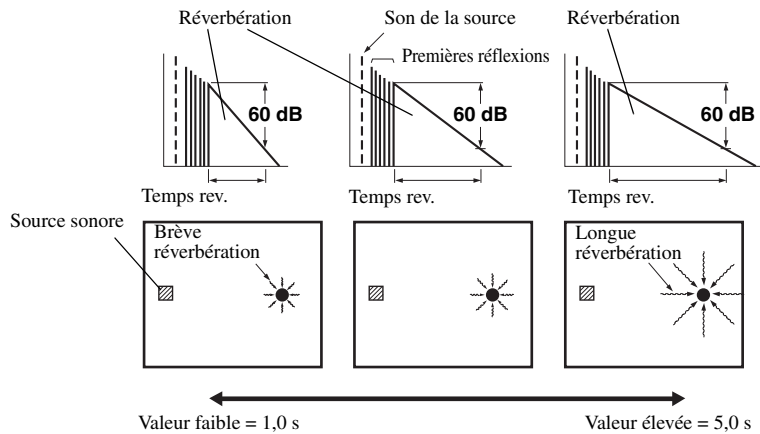 Réverbération
Son de la source
Réverbération
Premières réflexions
60 dB
60 dB
60 dB
Temps rev.
Temps rev.
Temps rev.
Source sonore
Brève
réverbération
Longue
réverbération
Valeur faible = 1,0 s
Valeur élevée = 5,0 s